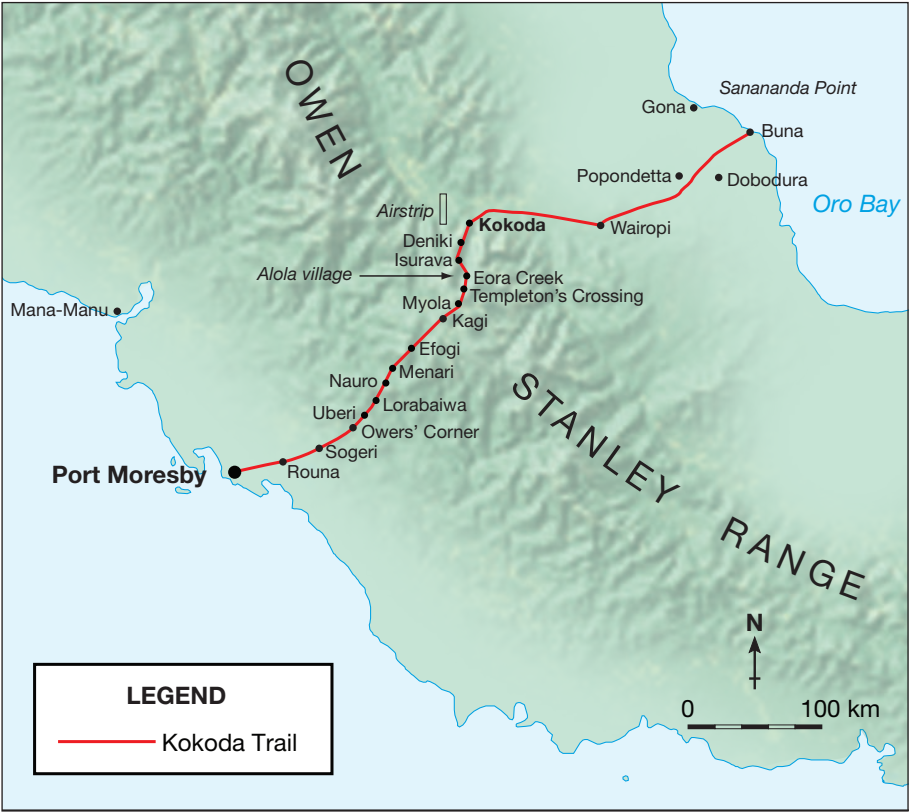 OWEN
Sanananda Point
Gona
Buna
Popondetta
Dobodura
Oro Bay
Airstrip
Kokoda
Wairopi
Deniki
Isurava
Alola village
Eora Creek
Templeton's Crossing
Myola
Mana-Manu
Kagi
Efogi
Menari
Nauro
STANLEY
Lorabaiwa
Uberi
Owers' Corner
Sogeri
Port Moresby
Rouna
RANGE
N
LEGEND
0 100 km
Kokoda Trail